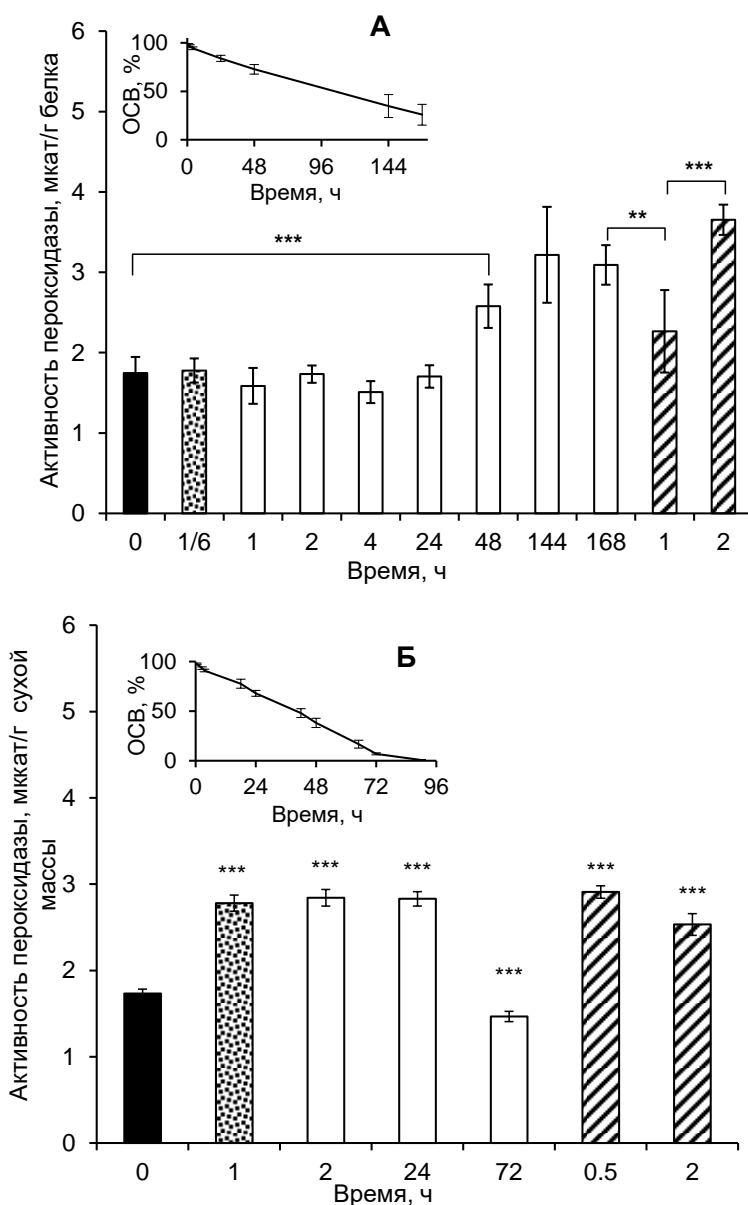 А
ОСВ, %
100
50
0
0 48 96 144
Время, ч
Активность пероксидазы, мкат/г белка
6
5
4
3
2
1
0
***
**
***
0 1/6 1 2 4 24 48 144 168 1 2
Время, ч
Б
ОСВ, %
100
50
0
0 24 48 72 96
Время, ч
Активность пероксидазы, мккат/г сухой
массы
6
5
4
3
2
1
0
*** *** *** *** *** ***
0 1 2 24 72 0.5 2
Время, ч